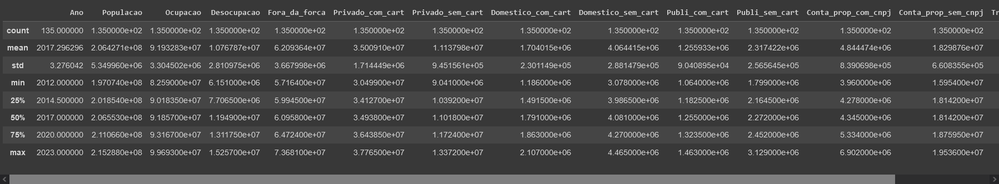 Ano Populacao Ocupacao Desocupacao Fora_da_forca Privado_com_cart Privado_sem_cart Domestico_com_cart Domestico_sem_cart Publi_com_cart Publi_sem_cart Conta_prop_com_cnpj Conta_prop_sem_cnpj Tr
count 135.000000 1.350000e+02 1.350000e+02 1.350000e+02 1.350000e+02 1.350000e+02 1.350000e+02 1.350000e+02 1.350000e+02 1.350000e+02 1.350000e+02 1.350000e+02 1.350000e+02
mean 2017.296296 2.064271e+08 9.193283e+07 1.076787e+07 6.209364e+07 3.500910e+07 1.113798e+07 1.704015e+06 4.064415e+06 1.255933e+06 2.317422e+06 4.844474e+06 1.829876e+07
std 3.276042 5.349960e+06 3.304502e+06 2.810975e+06 3.667998e+06 1.714449e+06 9.451561e+05 2.301149e+05 2.881479e+05 9.040895e+04 2.565645e+05 8.390698e+05 6.608355e+05
min 2012.000000 1.970740e+08 8.259000e+07 6.151000e+06 5.716400e+07 3.049900e+07 9.041000e+06 1.186000e+06 3.078000e+06 1.064000e+06 1.799000e+06 3.960000e+06 1.595400e+07
25% 2014.500000 2.018540e+08 9.018350e+07 7.706500e+06 5.994500e+07 3.412700e+07 1.039200e+07 1.491500e+06 3.986500e+06 1.182500e+06 2.164500e+06 4.278000e+06 1.814200e+07
50% 2017.000000 2.065530e+08 9.185700e+07 1.194900e+07 6.095800e+07 3.493800e+07 1.101800e+07 1.791000e+06 4.081000e+06 1.255000e+06 2.272000e+06 4.345000e+06 1.814200e+07
75% 2020.000000 2.110660e+08 9.316700e+07 1.311750e+07 6.472400e+07 3.643850e+07 1.172400e+07 1.863000e+06 4.270000e+06 1.323500e+06 2.452000e+06 5.334000e+06 1.875950e+07
max 2023.000000 2.152880e+08 9.969300e+07 1.525700e+07 7.368100e+07 3.776500e+07 1.337200e+07 2.107000e+06 4.465000e+06 1.463000e+06 3.129000e+06 6.902000e+06 1.953600e+07